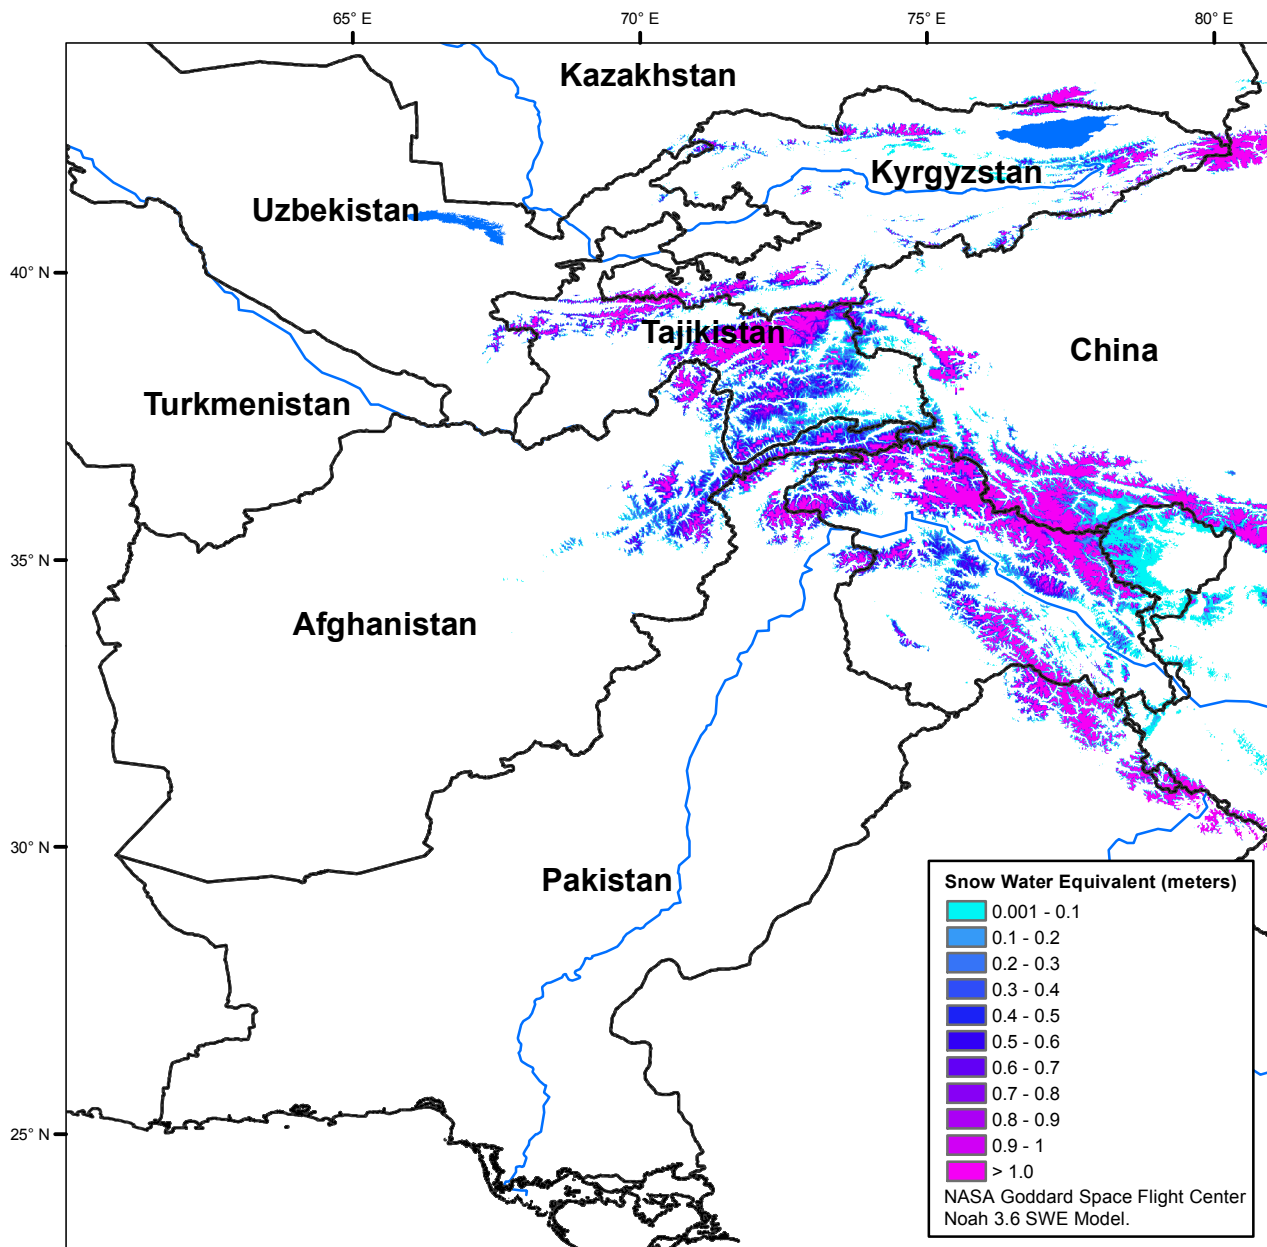 65° E
70° E
75° E
80° E
Kazakhstan
Kyrgyzstan
Uzbekistan
40° N
Tajikistan
China
Turkmenistan
35° N
Afghanistan
30° N
Pakistan
25° N
Snow Water Equivalent (meters)
0.001 - 0.1
0.1 - 0.2
0.2 - 0.3
0.3 - 0.4
0.4 - 0.5
0.5 - 0.6
0.6 - 0.7
0.7 - 0.8
0.8 - 0.9
0.9 - 1
> 1.0
NASA Goddard Space Flight Center
Noah 3.6 SWE Model.